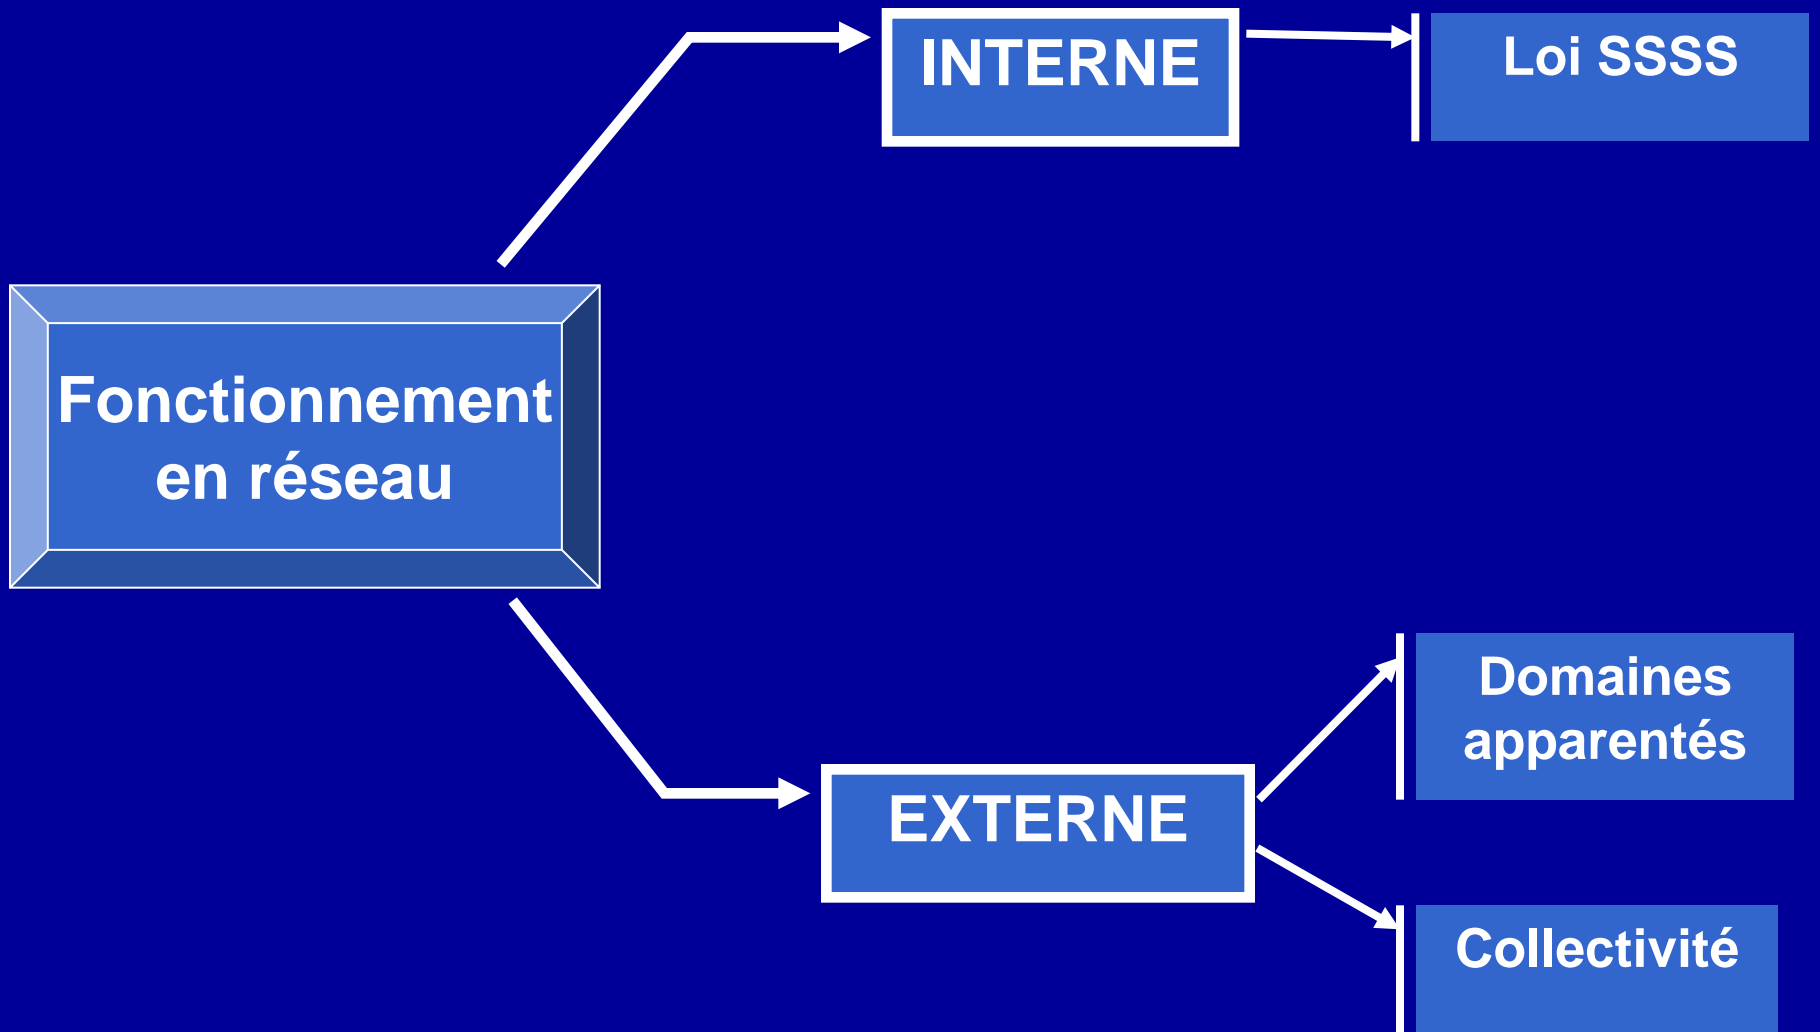 INTERNE
Loi SSSS
Fonctionnement
en réseau
Domaines
apparentés
EXTERNE
Collectivité